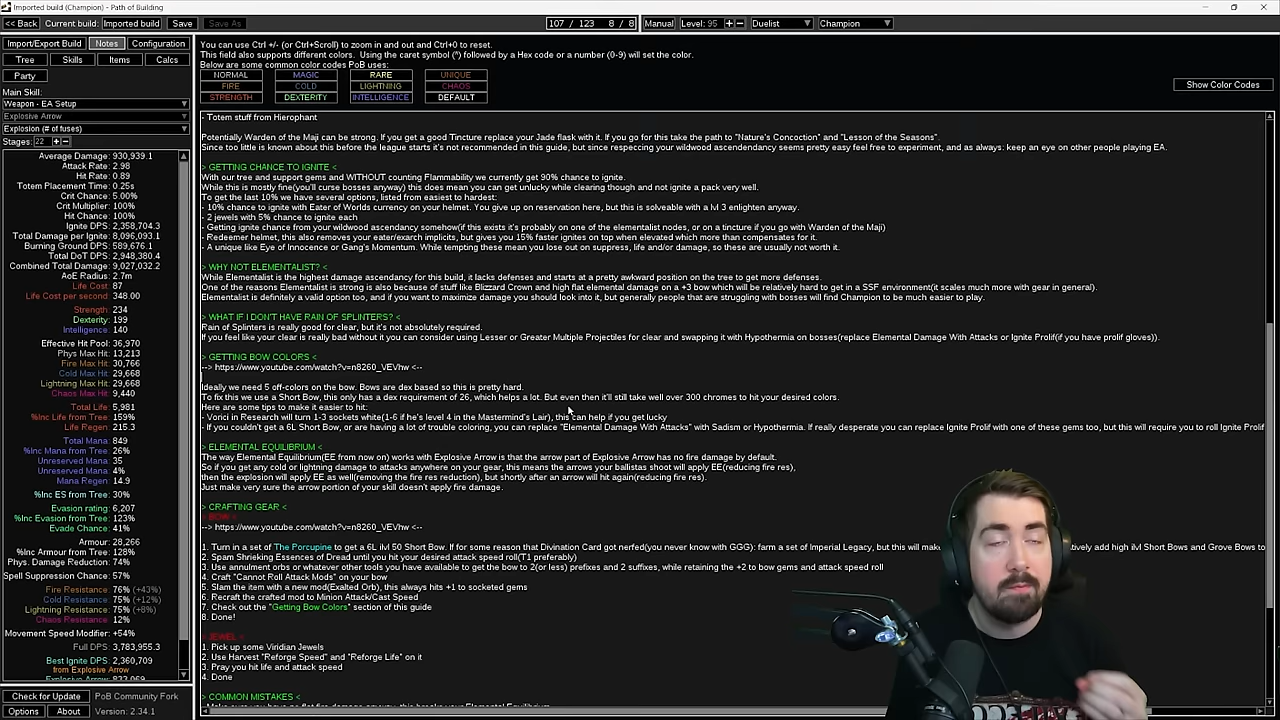 Imported build (Champion) - Path of Building
<< Back Current build: Imported build Save Save As 107 / 123 8 / 8 Manual Level: 95 Duelist Champion
Import/Export Build Notes Configuration
Tree Skills Items Calcs
Party
Main Skill:
Weapon - EA Setup
Explosive Arrow
Explosion (# of fuses)
Stages: 22
Average Damage: 930,939.1
Attack Rate: 2.98
Hit Rate: 0.89
Totem Placement Time: 0.25s
Crit Chance: 5.00%
Crit Multiplier: 100%
Hit Chance: 100%
Ignite DPS: 2,358,704.3
Total Damage per Ignite: 8,096,093.1
Burning Ground DPS: 589,676.1
Total DoT DPS: 2,948,380.4
Combined Total Damage: 9,027,032.2
AoE Radius: 2.7m
Life Cost: 87
Life Cost per second: 348.00
Strength: 234
Dexterity: 199
Intelligence: 140
Effective Hit Pool: 36,970
Phys Max Hit: 13,213
Fire Max Hit: 30,766
Cold Max Hit: 29,668
Lightning Max Hit: 29,668
Chaos Max Hit: 9,440
Total Life: 5,981
%Inc Life from Tree: 159%
Life Regen: 215.3
Total Mana: 849
%Inc Mana from Tree: 26%
Unreserved Mana: 35
Unreserved Mana: 4%
Mana Regen: 14.9
%Inc ES from Tree: 30%
Evasion rating: 6,207
%Inc Evasion from Tree: 123%
Evade Chance: 41%
Armour: 28,266
%Inc Armour from Tree: 128%
Phys. Damage Reduction: 74%
Spell Suppression Chance: 57%
Fire Resistance: 76% (+43%)
Cold Resistance: 75% (+12%)
Lightning Resistance: 75% (+8%)
Chaos Resistance: 12%
Movement Speed Modifier: +54%
Full DPS: 3,783,955.3
Best Ignite DPS: 2,360,709
from Explosive Arrow
Check for Update PoB Community Fork
Options About Version: 2.34.1
You can use Ctrl +/- (or Ctrl+Scroll) to zoom in and out and Ctrl+0 to reset.
This field also supports different colors. Using the caret symbol (^) followed by a Hex code or a number (0-9) will set the color.
Below are some common color codes PoB uses:
NORMAL MAGIC RARE UNIQUE
FIRE COLD LIGHTNING CHAOS
STRENGTH DEXTERITY INTELLIGENCE DEFAULT
Show Color Codes
- Totem stuff from Hierophant
Potentially Warden of the Maji can be strong. If you get a good Tincture replace your Jade flask with it. If you go for this take the path to "Nature's Concoction" and "Lesson of the Seasons".
Since too little is known about this before the league starts it's not recommended in this guide, but since respeccing your wildwood ascendendancy seems pretty easy feel free to experiment, and as always: keep an eye on other people playing EA.
> GETTING CHANCE TO IGNITE <
With our tree and support gems and WITHOUT counting Flammability we currently get 90% chance to ignite.
While this is mostly fine(you'll curse bosses anyway) this does mean you can get unlucky while clearing though and not ignite a pack very well.
To get the last 10% we have several options, listed from easiest to hardest:
- 10% chance to ignite with Eater of Worlds currency on your helmet. You give up on reservation here, but this is solveable with a lvl 3 enlighten anyway.
- 2 jewels with 5% chance to ignite each
- Getting ignite chance from your wildwood ascendancy somehow(if this exists it's probably on one of the elementalist nodes, or on a tincture if you go with Warden of the Maji)
- Redeemer helmet, this also removes your eater/exarch implicits, but gives you 15% faster ignites on top when elevated which more than compensates for it.
- A unique like Eye of Innocence or Gang's Momentum. While tempting these mean you lose out on suppress, life and/or damage, so these are usually not worth it.
> WHY NOT ELEMENTALIST? <
While Elementalist is the highest damage ascendancy for this build, it lacks defenses and starts at a pretty awkward position on the tree to get more defenses.
One of the reasons Elementalist is strong is also because of stuff like Blizzard Crown and high flat elemental damage on a +3 bow which will be relatively hard to get in a SSF environment(it scales much more with gear in general).
Elementalist is definitely a valid option too, and if you want to maximize damage you should look into it, but generally people that are struggling with bosses will find Champion to be much easier to play.
> WHAT IF I DON'T HAVE RAIN OF SPLINTERS? <
Rain of Splinters is really good for clear, but it's not absolutely required.
If you feel like your clear is really bad without it you can consider using Lesser or Greater Multiple Projectiles for clear and swapping it with Hypothermia on bosses(replace Elemental Damage With Attacks or Ignite Prolif(if you have prolif gloves)).
> GETTING BOW COLORS <
--> https://www.youtube.com/watch?v=n8260_VEVhw <--
Ideally we need 5 off-colors on the bow. Bows are dex based so this is pretty hard.
To fix this we use a Short Bow, this only has a dex requirement of 26, which helps a lot. But even then it'll still take well over 300 chromes to hit your desired colors.
Here are some tips to make it easier to hit:
- Vorici in Research will turn 1-3 sockets white(1-6 if he's level 4 in the Mastermind's Lair), this can help if you get lucky
- If you couldn't get a 6L Short Bow, or are having a lot of trouble coloring, you can replace "Elemental Damage With Attacks" with Sadism or Hypothermia. If really desperate you can replace Ignite Prolif with one of these gems too, but this will require you to roll Ignite Prolif
> ELEMENTAL EQUILIBRIUM <
The way Elemental Equilibrium(EE from now on) works with Explosive Arrow is that the arrow part of Explosive Arrow has no fire damage by default.
So if you get any cold or lightning damage to attacks anywhere on your gear, this means the arrows your ballistas shoot will apply EE(reducing fire res),
then the explosion will apply EE as well(removing the fire res reduction), but shortly after an arrow will hit again(reducing fire res).
Just make very sure the arrow portion of your skill doesn't apply fire damage.
> CRAFTING GEAR <
> BOW <
--> https://www.youtube.com/watch?v=n8260_VEVhw <--
1. Turn in a set of The Porcupine to get a 6L ilvl 50 Short Bow. If for some reason that Divination Card got nerfed(you never know with GGG): farm a set of Imperial Legacy, but this will make tively add high ilvl Short Bows and Grove Bows to
2. Spam Shrieking Essences of Dread until you hit your desired attack speed roll(T1 preferably)
3. Use annulment orbs or whatever other tools you have available to get the bow to 2(or less) prefixes and 2 suffixes, while retaining the +2 to bow gems and attack speed roll
4. Craft "Cannot Roll Attack Mods" on your bow
5. Slam the item with a new mod(Exalted Orb), this always hits +1 to socketed gems
6. Recraft the crafted mod to Minion Attack/Cast Speed
7. Check out the "Getting Bow Colors" section of this guide
8. Done!
> JEWEL <
1. Pick up some Viridian Jewels
2. Use Harvest "Reforge Speed" and "Reforge Life" on it
3. Pray you hit life and attack speed
4. Done
> COMMON MISTAKES <